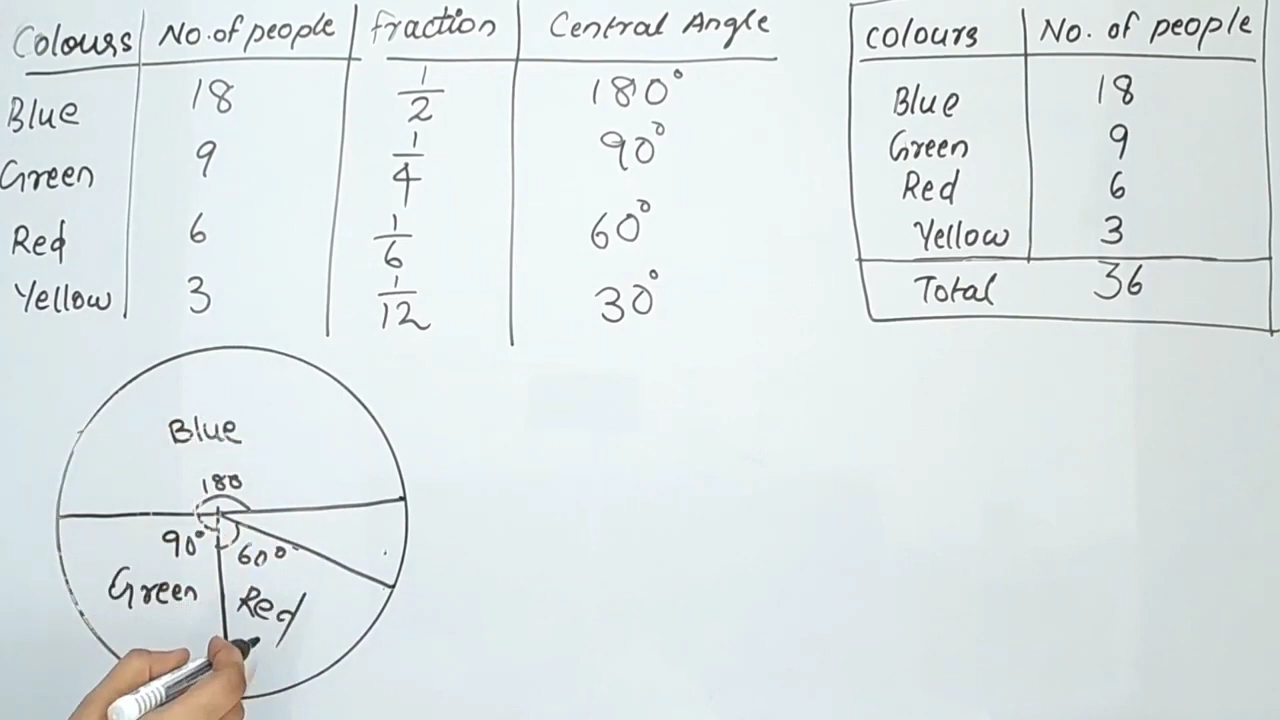 Colours No. of people fraction Central Angle
Blue 18 1/2 180°
Green 9 1/4 90°
Red 6 1/6 60°
Yellow 3 1/12 30°
colours No. of people
Blue 18
Green 9
Red 6
Yellow 3
Total 36
Blue
180
90° 60°
Green Red